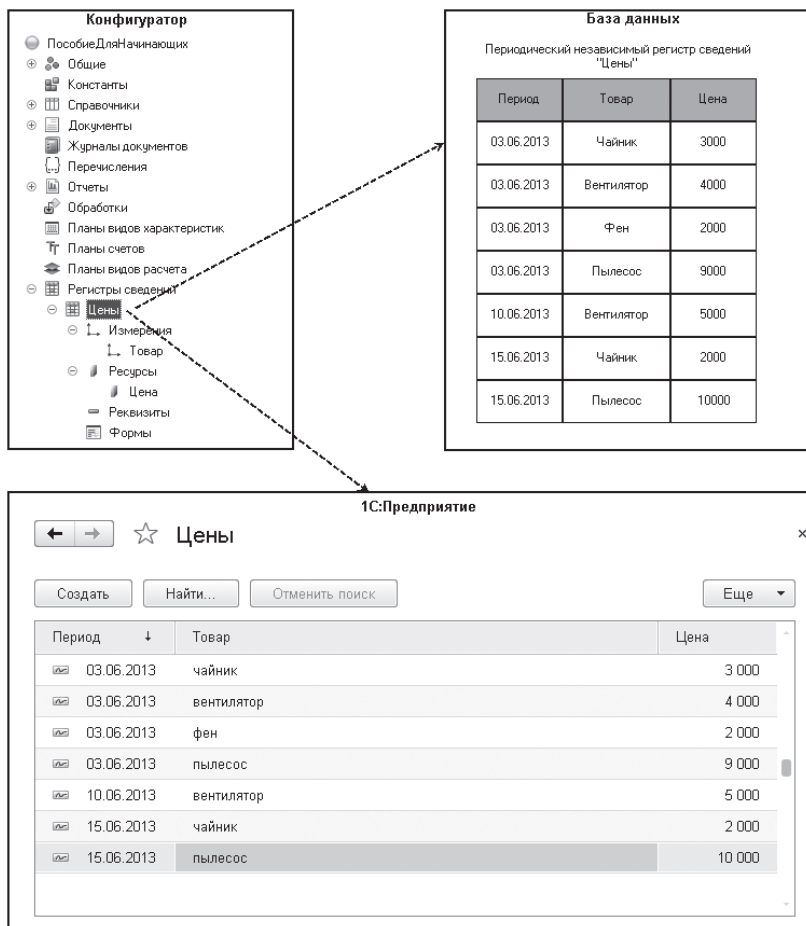 Конфигуратор
ПособиеДляНачинающих
Общие
Константы
Справочники
Документы
Журналы документов
Перечисления
Отчеты
Обработки
Планы видов характеристик
Планы счетов
Планы видов расчета
Регистры сведений
Цены
Измерения
Товар
Ресурсы
Цена
Реквизиты
Формы
База данных
Периодический независимый регистр сведений
"Цены"
Период Товар Цена
03.06.2013 Чайник 3000
03.06.2013 Вентилятор 4000
03.06.2013 Фен 2000
03.06.2013 Пылесос 9000
10.06.2013 Вентилятор 5000
15.06.2013 Чайник 2000
15.06.2013 Пылесос 10000
1С:Предприятие
Цены
Создать Найти... Отменить поиск Еще
Период Товар Цена
03.06.2013 чайник 3 000
03.06.2013 вентилятор 4 000
03.06.2013 фен 2 000
03.06.2013 пылесос 9 000
10.06.2013 вентилятор 5 000
15.06.2013 чайник 2 000
15.06.2013 пылесос 10 000